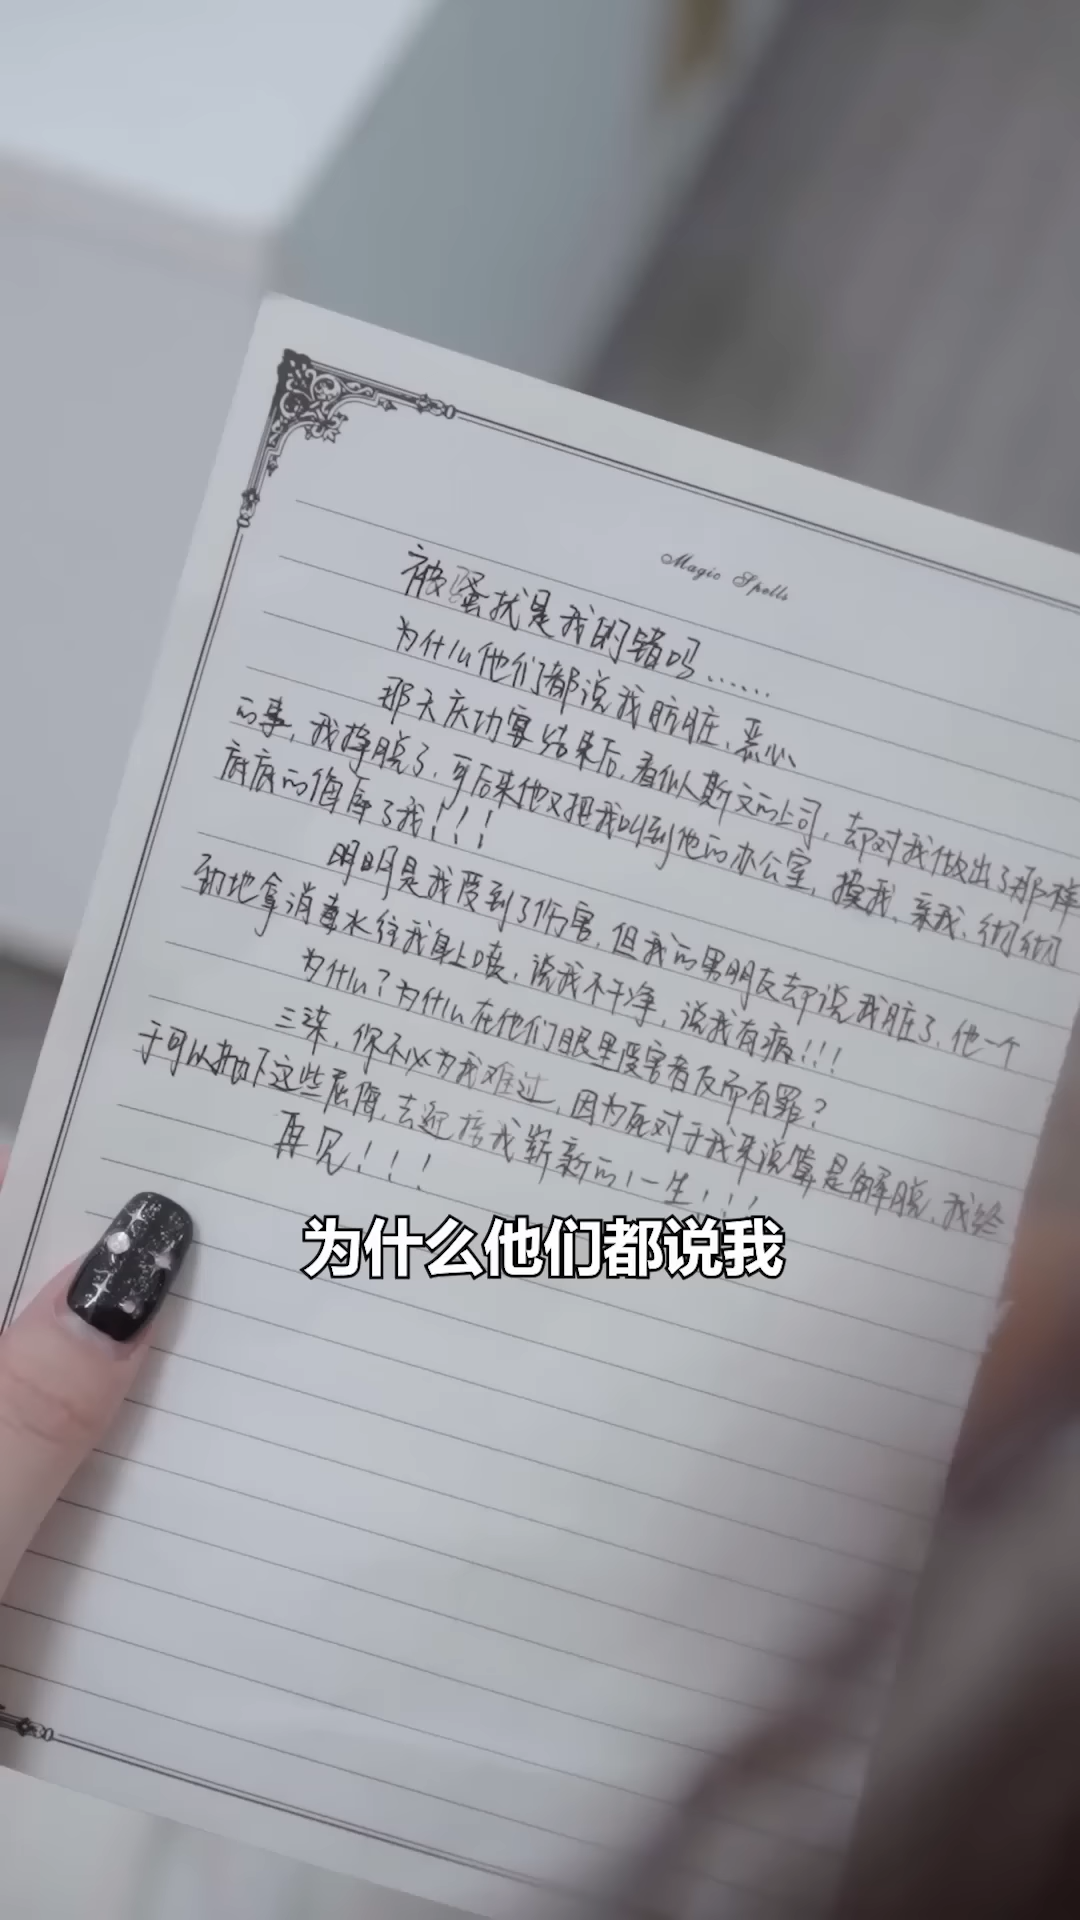 Magic Spells
被骚扰是我的错吗……
为什么他们都说我肮脏、恶心
那天庆功宴结束后,看似人斯文的上司,却对我做出了那样
的事,我挣脱了,可后来他又把我叫到他的办公室,摸我、亲我、彻彻
底底的侮辱了我!!!
明明是我受到了伤害,但我的男朋友却说我脏了,他一个
劲地拿消毒水往我身上喷,说我不干净,说我有病!!!
为什么?为什么在他们眼里受害者反而有罪?
三涞,你不必为我难过,因为死对于我来说算是解脱,我终
于可以抛下这些屈侮,去迎接我崭新的一生!!!
再见!!!
为什么他们都说我